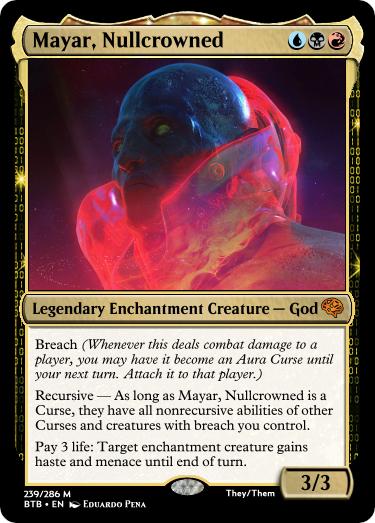 Mayar, Nullcrowned
Legendary Enchantment Creature — God
Breach (Whenever this deals combat damage to a
player, you may have it become an Aura Curse until
your next turn. Attach it to that player.)
Recursive — As long as Mayar, Nullcrowned is a
Curse, they have all nonrecursive abilities of other
Curses and creatures with breach you control.
Pay 3 life: Target enchantment creature gains
haste and menace until end of turn.
3/3
239/286 M
BTB • EN Eduardo Pena
They/Them